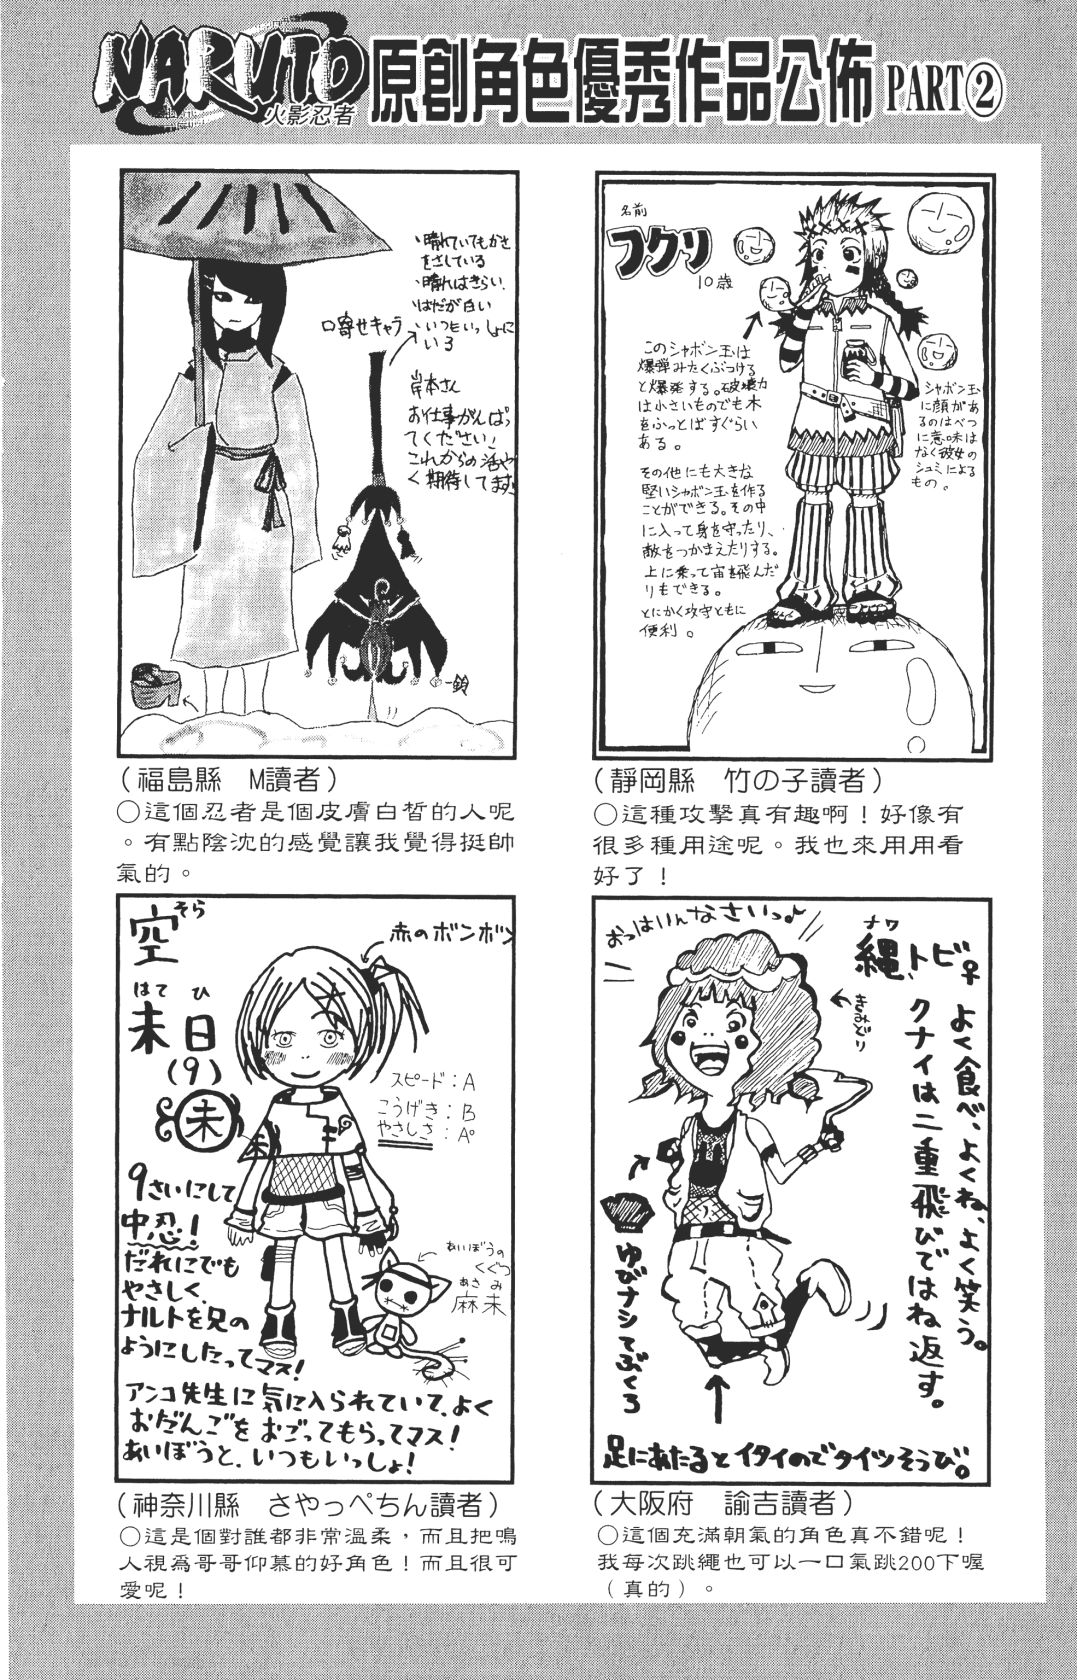 NARUTO
火影忍者
原創角色優秀作品公佈 PART②
・晴れていてもかさ
をさしている
・晴れはきらい.
・はだが白い
・いつもいっしょに
いる
口寄せキャラ
岸本さん
お仕事がんばっ
てください!
これからの活やく
く期待してます!
鈴
(福島縣 M讀者)
○這個忍者是個皮膚白皙的人呢
。有點陰沈的感覺讓我覺得挺帥
氣的。
名前
フクリ
10歳
このシャボン玉は
爆弾みたくぶつける
と爆発する。破壊力
は小さいものでも木
をふっとばすぐらい
ある。
その他にも大きな
堅いシャボン玉を作る
ことができる。その中
に入って身を守ったり、
敵をつかまえたりする。
上に乗って宙を飛んだ
りもできる。
とにかく攻守ともに
便利。
シャボン玉
に顔があ
るのはべつ
に意味は
なく彼女の
シュミによる
もの。
(靜岡縣 竹の子讀者)
○這種攻擊真有趣啊!好像有
很多種用途呢。我也來用用看
好了!
そら
空
はて ひ
未日
(9)
未
赤のボンボン
スピード:A
こうげき:B
やさしさ:A°
9さいにして
中忍!
だれにでも
やさしく、
ナルトを兄の
ようにしたってマス!
あいぼうの
くぐつ
あさ み
麻未
アンコ先生に気に入られていて、よく
おだんごをおごってもらってマス!
あいぼうと、いつもいっしょ!
(神奈川縣 さやっぺちん讀者)
○這是個對誰都非常溫柔,而且把鳴
人視為哥哥仰慕的好角色!而且很可
愛呢!
おっはいんなさいっ♪
ナワ
縄、トビ♀
きみどり
よく食べ、よくね、よく笑う。
クナイは二重飛びではね返す。
ゆびナシてぶくろ
足にあたるとイタイのでタイツそうび。
(大阪府 諭吉讀者)
○這個充滿朝氣的角色真不錯呢!
我每次跳繩也可以一口氣跳200下喔
(真的)。